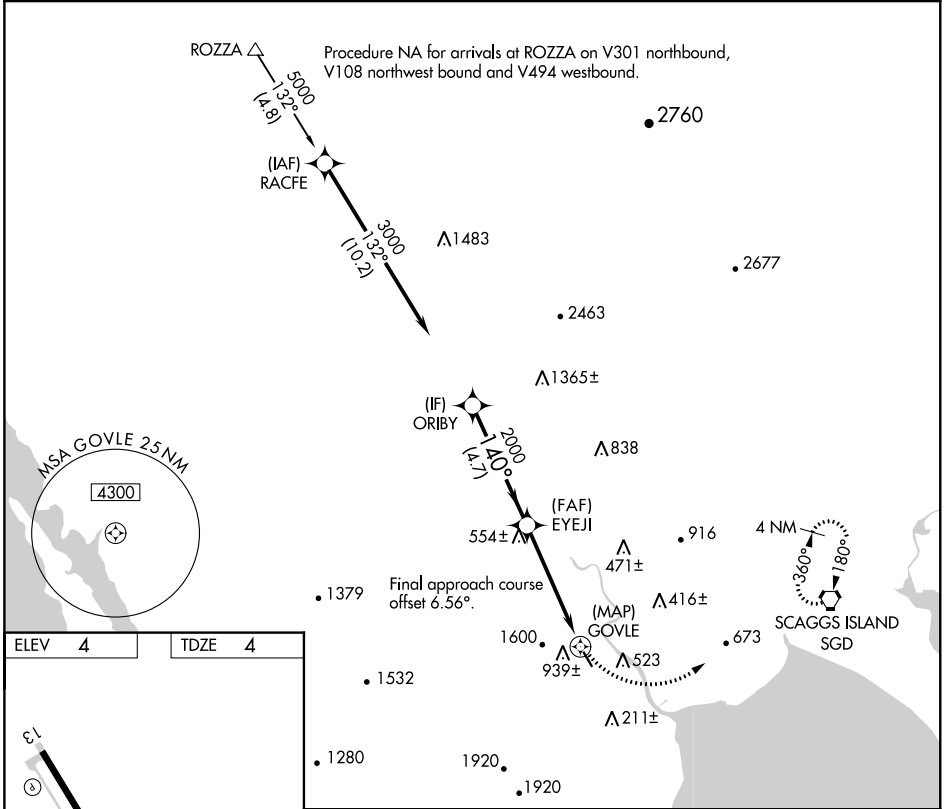 ROZZA
Procedure NA for arrivals at ROZZA on V301 northbound,
V108 northwest bound and V494 westbound.
5000
132°
(4.8)
2760
(IAF)
RACFE
3000
132°
(10.2)
1483
2677
2463
1365±
(IF)
ORIBY
2000
140°
(4.7)
838
MSA GOVLE 25 NM
4300
(FAF)
EYEJI
554±
916
471±
4 NM
360°
180°
Final approach course
offset 6.56°.
1379
416±
SCAGGS ISLAND
SGD
(MAP)
GOVLE
1600
673
939±
523
ELEV 4
TDZE 4
1532
211±
13
P
1280
1920
1920